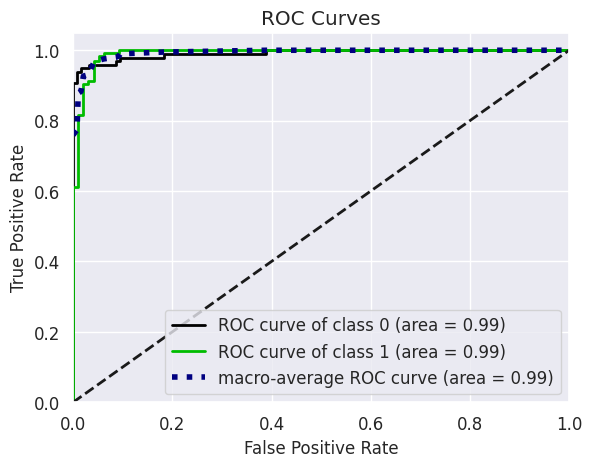 ROC Curves
1.0
0.8
0.6
0.4
0.2
0.0
True Positive Rate
ROC curve of class 0 (area = 0.99)
ROC curve of class 1 (area = 0.99)
macro-average ROC curve (area = 0.99)
0.0 0.2 0.4 0.6 0.8 1.0
False Positive Rate